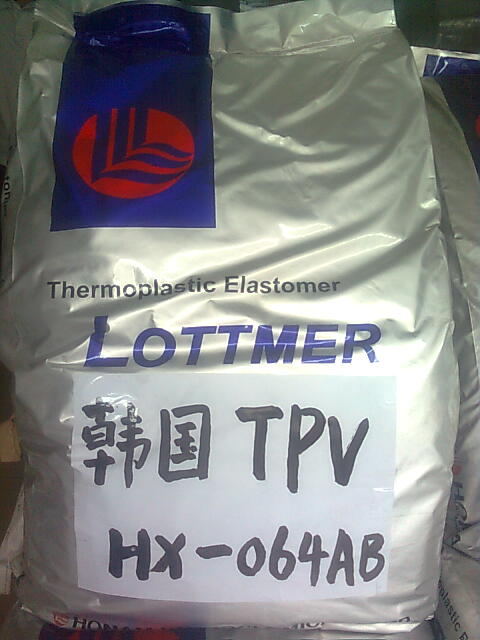 Thermoplastic Elastomer
LOTTMER
韩国 TPV
HX-064AB